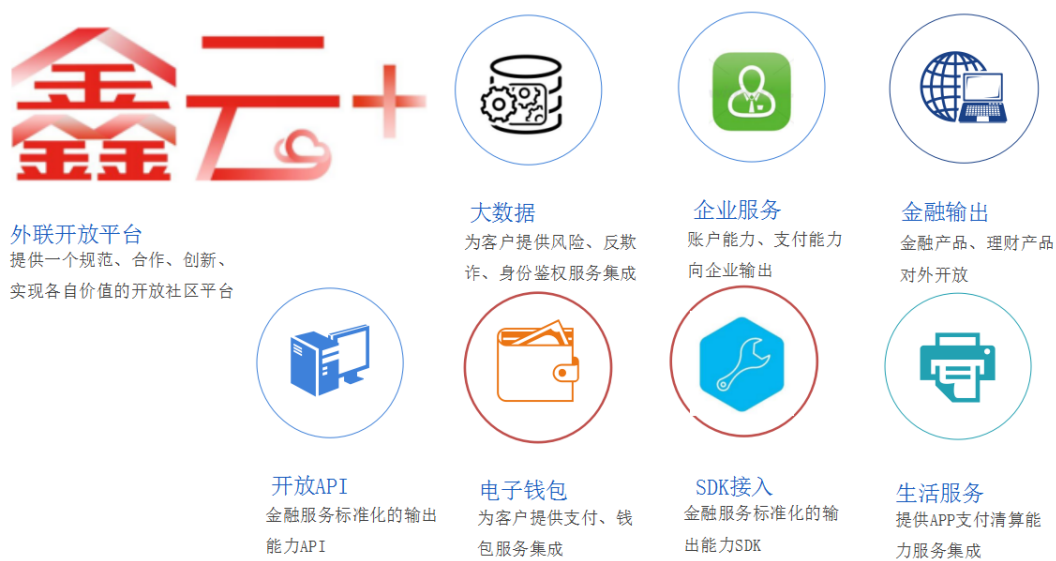 鑫云+
外联开放平台
提供一个规范、合作、创新、
实现各自价值的开放社区平台
大数据
为客户提供风险、反欺
诈、身份鉴权服务集成
企业服务
账户能力、支付能力
向企业输出
金融输出
金融产品、理财产品
对外开放
开放API
金融服务标准化的输出
能力API
电子钱包
为客户提供支付、钱
包服务集成
SDK接入
金融服务标准化的输
出能力SDK
生活服务
提供APP支付清算能
力服务集成